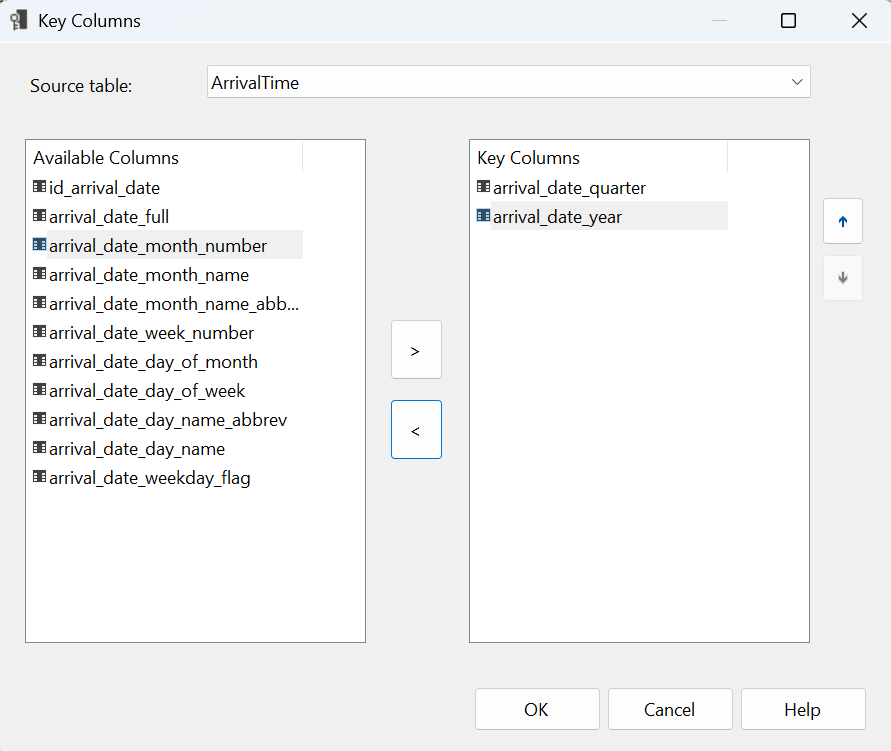 Key Columns
Source table:
ArrivalTime
Available Columns
id_arrival_date
arrival_date_full
arrival_date_month_number
arrival_date_month_name
arrival_date_month_name_abb...
arrival_date_week_number
arrival_date_day_of_month
arrival_date_day_of_week
arrival_date_day_name_abbrev
arrival_date_day_name
arrival_date_weekday_flag
>
<
Key Columns
arrival_date_quarter
arrival_date_year
OK
Cancel
Help